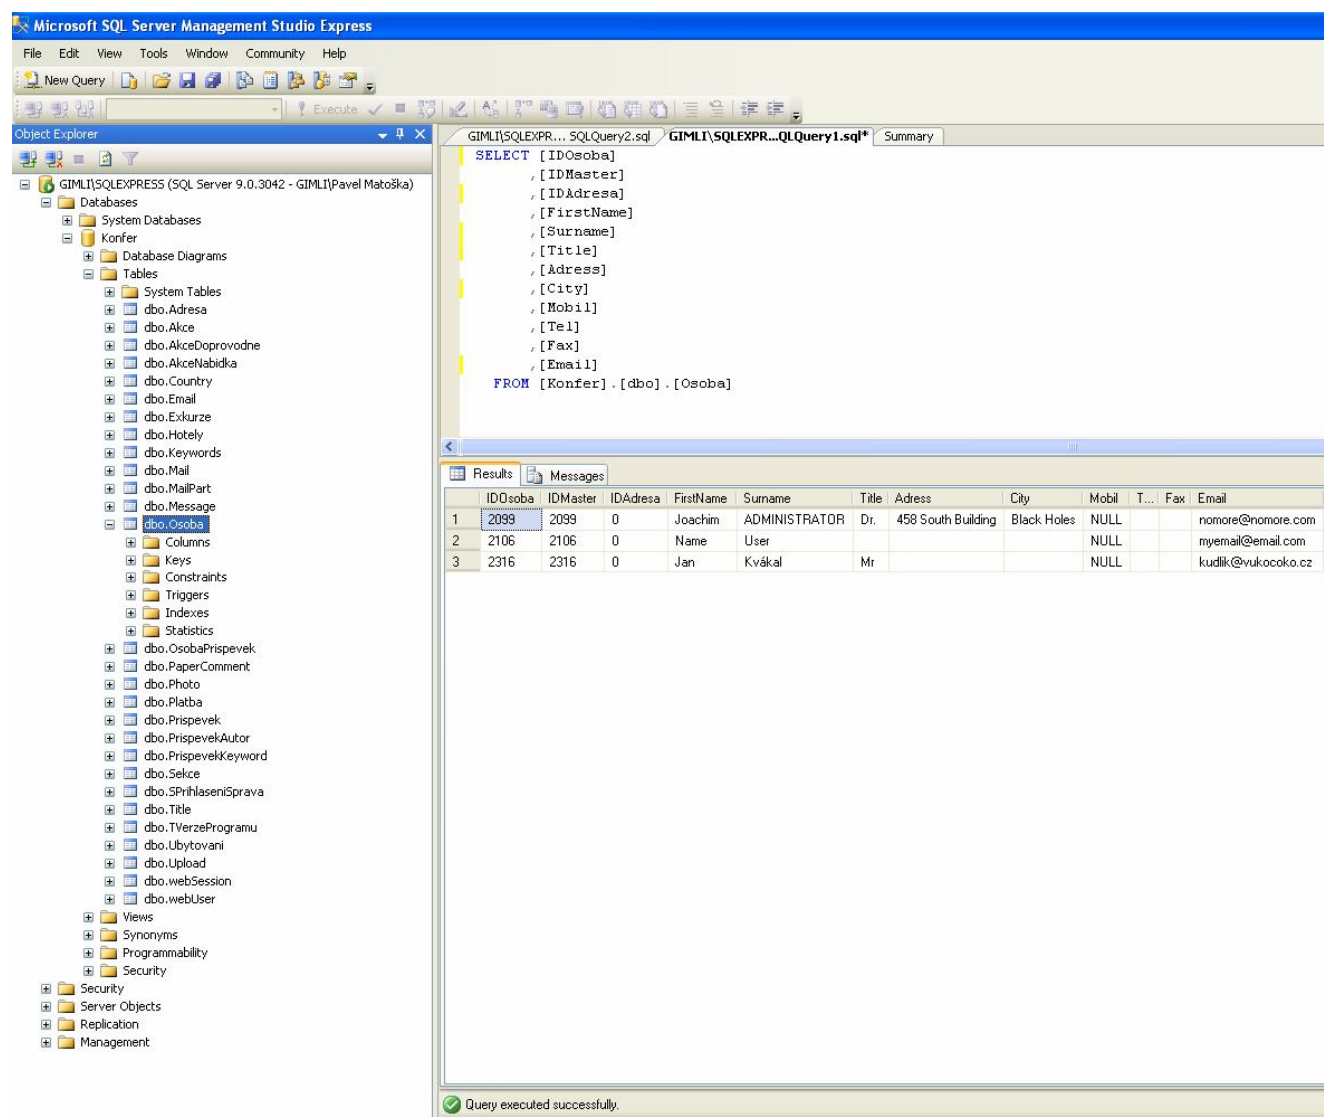 Microsoft SQL Server Management Studio Express
File Edit View Tools Window Community Help
New Query
Execute
Object Explorer
GIMLI\SQLEXPRESS (SQL Server 9.0.3042 - GIMLI\Pavel Matoška)
Databases
System Databases
Konfer
Database Diagrams
Tables
System Tables
dbo.Adresa
dbo.Akce
dbo.AkceDoprovodne
dbo.AkceNabidka
dbo.Country
dbo.Email
dbo.Exkurze
dbo.Hotely
dbo.Keywords
dbo.Mail
dbo.MailPart
dbo.Message
dbo.Osoba
Columns
Keys
Constraints
Triggers
Indexes
Statistics
dbo.OsobaPrispevek
dbo.PaperComment
dbo.Photo
dbo.Platba
dbo.Prispevek
dbo.PrispevekAutor
dbo.PrispevekKeyword
dbo.Sekce
dbo.SPrihlaseniSprava
dbo.Title
dbo.TVerzeProgramu
dbo.Ubytovani
dbo.Upload
dbo.webSession
dbo.webUser
Views
Synonyms
Programmability
Security
Security
Server Objects
Replication
Management
GIMLI\SQLEXPR... SQLQuery2.sql GIMLI\SQLEXPR...QLQuery1.sql* Summary
SELECT [IDOsoba]
,[IDMaster]
,[IDAdresa]
,[FirstName]
,[Surname]
,[Title]
,[Adress]
,[City]
,[Mobil]
,[Tel]
,[Fax]
,[Email]
FROM [Konfer].[dbo].[Osoba]
Results Messages
IDOsoba IDMaster IDAdresa FirstName Surname Title Adress City Mobil T... Fax Email
1 2099 2099 0 Joachim ADMINISTRATOR Dr. 458 South Building Black Holes NULL nomore@nomore.com
2 2106 2106 0 Name User NULL myemail@email.com
3 2316 2316 0 Jan Kvákal Mr NULL kudlik@vukocoko.cz
Query executed successfully.